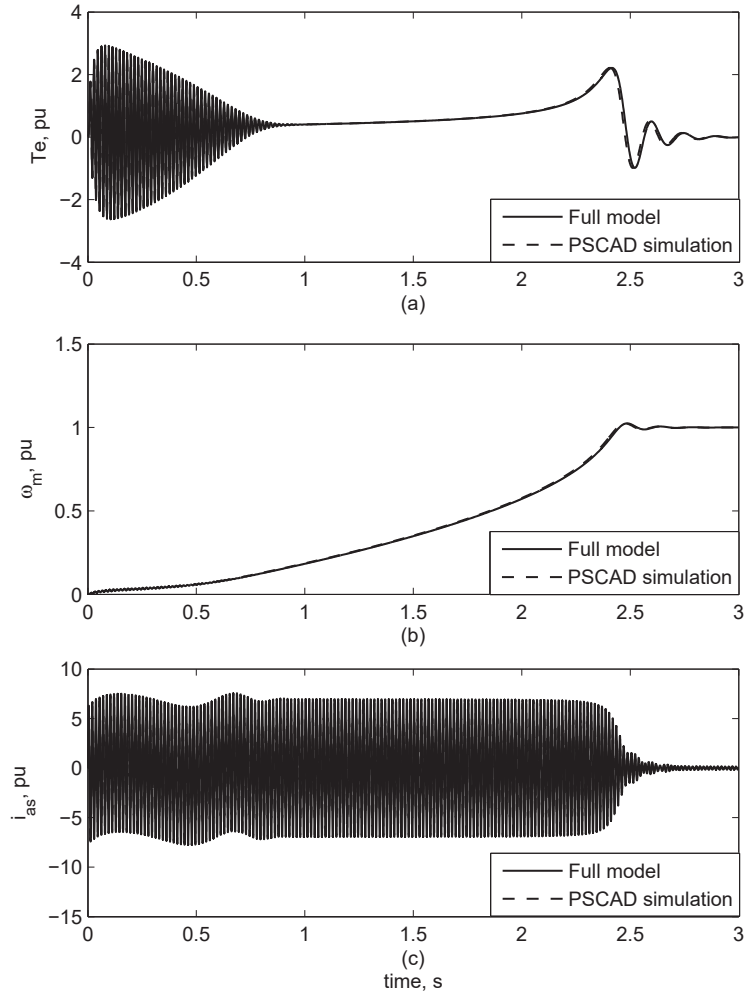 4
2
0
−2
−4
Te, pu
0 0.5 1 1.5 2 2.5 3
(a)
Full model
PSCAD simulation
1.5
1
0.5
0
ωm, pu
0 0.5 1 1.5 2 2.5 3
(b)
Full model
PSCAD simulation
10
5
0
−5
−10
−15
ias, pu
0 0.5 1 1.5 2 2.5 3
(c)
time, s
Full model
PSCAD simulation